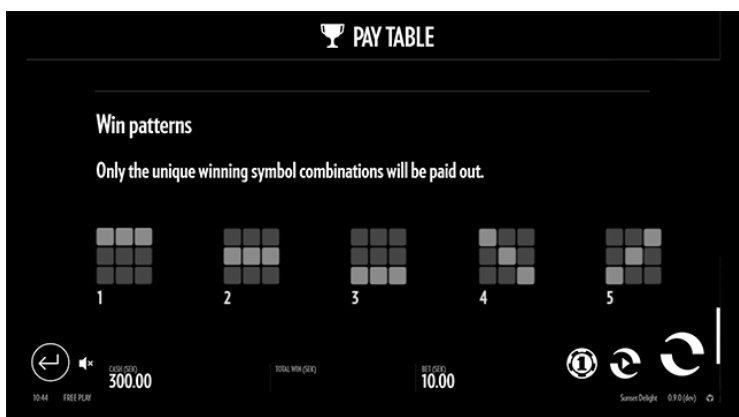 PAY TABLE
Win patterns
Only the unique winning symbol combinations will be paid out.
1 2 3 4 5
CASH (SEK) TOTAL WIN (SEK) BET (SEK)
300.00 10.00
1
10:44 FREE PLAY Sunset Delight 0.9.0 (dev)